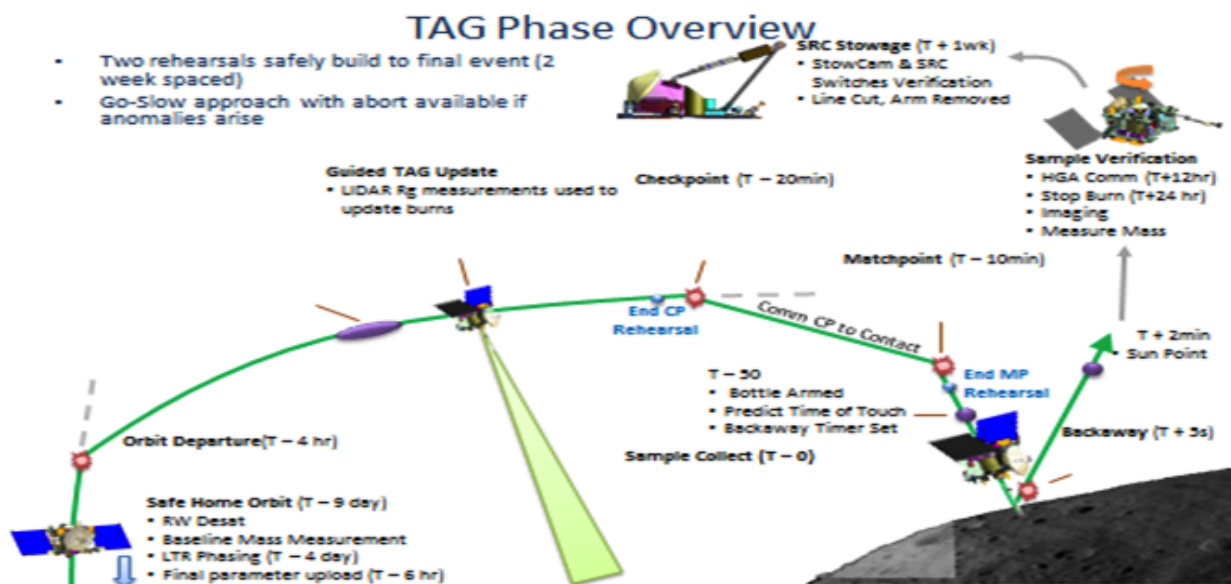 TAG Phase Overview
• Two rehearsals safely build to final event (2
week spaced)
• Go-Slow approach with abort available if
anomalies arise
SRC Stowage (T + 1wk)
• StowCam & SRC
Switches Verification
• Line Cut, Arm Removed
Guided TAG Update
• LIDAR Rg measurements used to
update burns
Checkpoint (T – 20min)
Sample Verification
• HGA Comm (T+12hr)
• Stop Burn (T+24 hr)
• Imaging
• Measure Mass
Matchpoint (T – 10min)
End CP
Rehearsal
Comm CP to Contact
T + 2min
• Sun Point
T – 30
• Bottle Armed
• Predict Time of Touch
• Backaway Timer Set
End MP
Rehearsal
Orbit Departure(T – 4 hr)
Sample Collect (T – 0)
Backaway (T + 3s)
Safe Home Orbit (T – 9 day)
• RW Desat
• Baseline Mass Measurement
• LTR Phasing (T – 4 day)
• Final parameter upload (T – 6 hr)